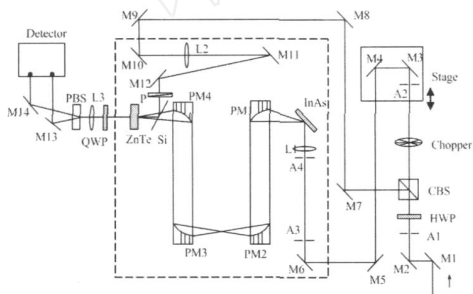 M9
M8
Detector
L2
M10
M11
M4
M3
M12
Stage
A2
PBS
L3
P
PM4
PM1
InAs
M14
M13
QWP
ZnTe
Si
Chopper
L1
A4
CBS
M7
HWP
A3
A1
PM3
PM2
M6
M5
M2
M1